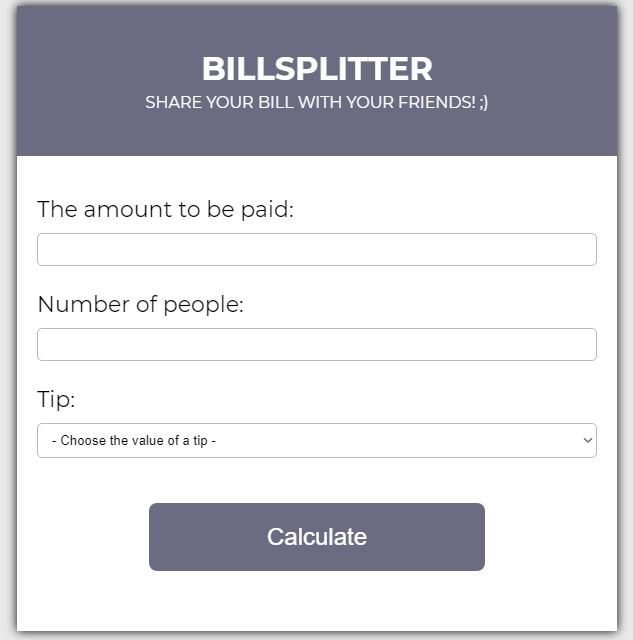 BILLSPLITTER
SHARE YOUR BILL WITH YOUR FRIENDS! ;)
The amount to be paid:
Number of people:
Tip:
- Choose the value of a tip -
Calculate